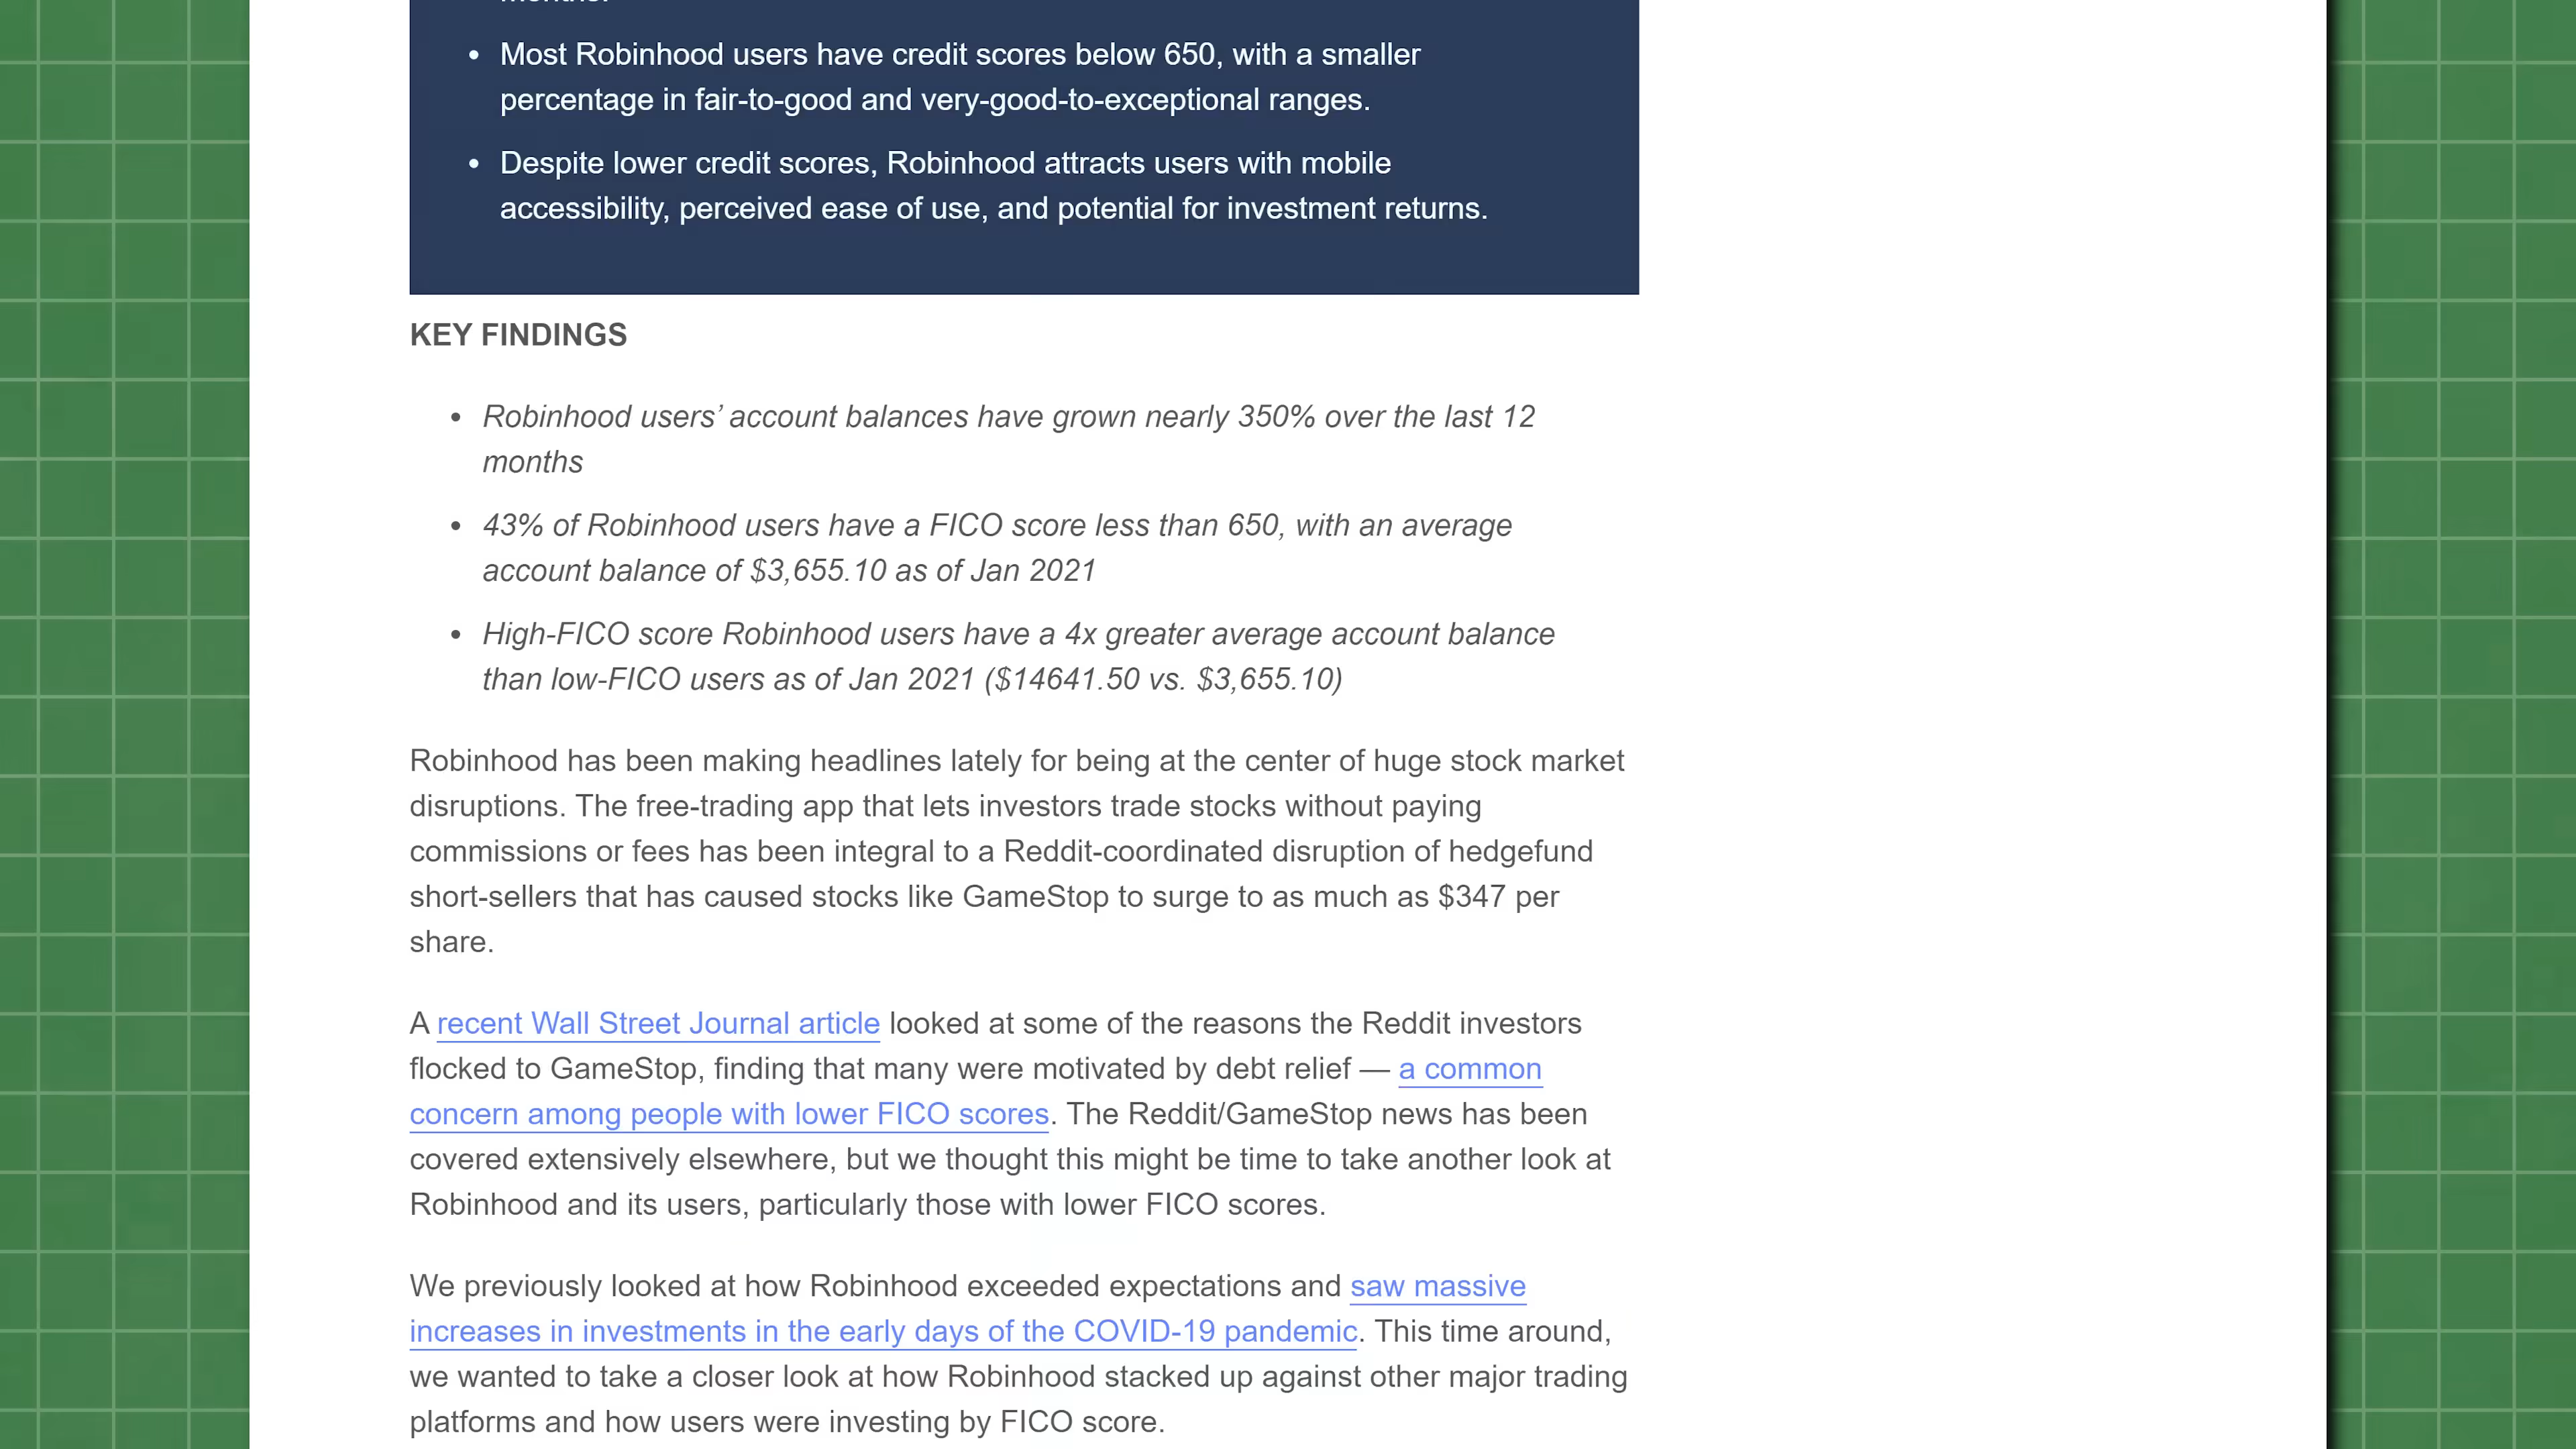 • Most Robinhood users have credit scores below 650, with a smaller
percentage in fair-to-good and very-good-to-exceptional ranges.
• Despite lower credit scores, Robinhood attracts users with mobile
accessibility, perceived ease of use, and potential for investment returns.
KEY FINDINGS
• Robinhood users’ account balances have grown nearly 350% over the last 12
months
• 43% of Robinhood users have a FICO score less than 650, with an average
account balance of $3,655.10 as of Jan 2021
• High-FICO score Robinhood users have a 4x greater average account balance
than low-FICO users as of Jan 2021 ($14641.50 vs. $3,655.10)
Robinhood has been making headlines lately for being at the center of huge stock market
disruptions. The free-trading app that lets investors trade stocks without paying
commissions or fees has been integral to a Reddit-coordinated disruption of hedgefund
short-sellers that has caused stocks like GameStop to surge to as much as $347 per
share.
A recent Wall Street Journal article looked at some of the reasons the Reddit investors
flocked to GameStop, finding that many were motivated by debt relief — a common
concern among people with lower FICO scores. The Reddit/GameStop news has been
covered extensively elsewhere, but we thought this might be time to take another look at
Robinhood and its users, particularly those with lower FICO scores.
We previously looked at how Robinhood exceeded expectations and saw massive
increases in investments in the early days of the COVID-19 pandemic. This time around,
we wanted to take a closer look at how Robinhood stacked up against other major trading
platforms and how users were investing by FICO score.